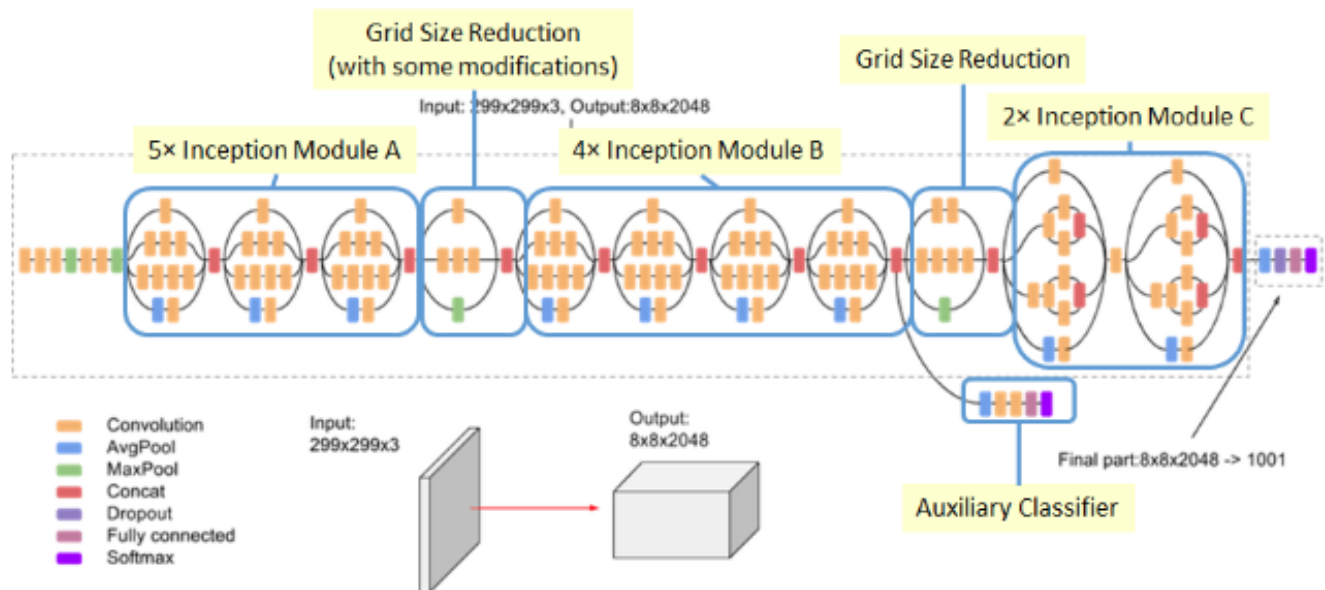 Grid Size Reduction
(with some modifications)
Grid Size Reduction
Input: 299x299x3, Output:8x8x2048
2× Inception Module C
5× Inception Module A
4× Inception Module B
Convolution
AvgPool
MaxPool
Concat
Dropout
Fully connected
Softmax
Input:
299x299x3
Output:
8x8x2048
Final part:8x8x2048 -> 1001
Auxiliary Classifier